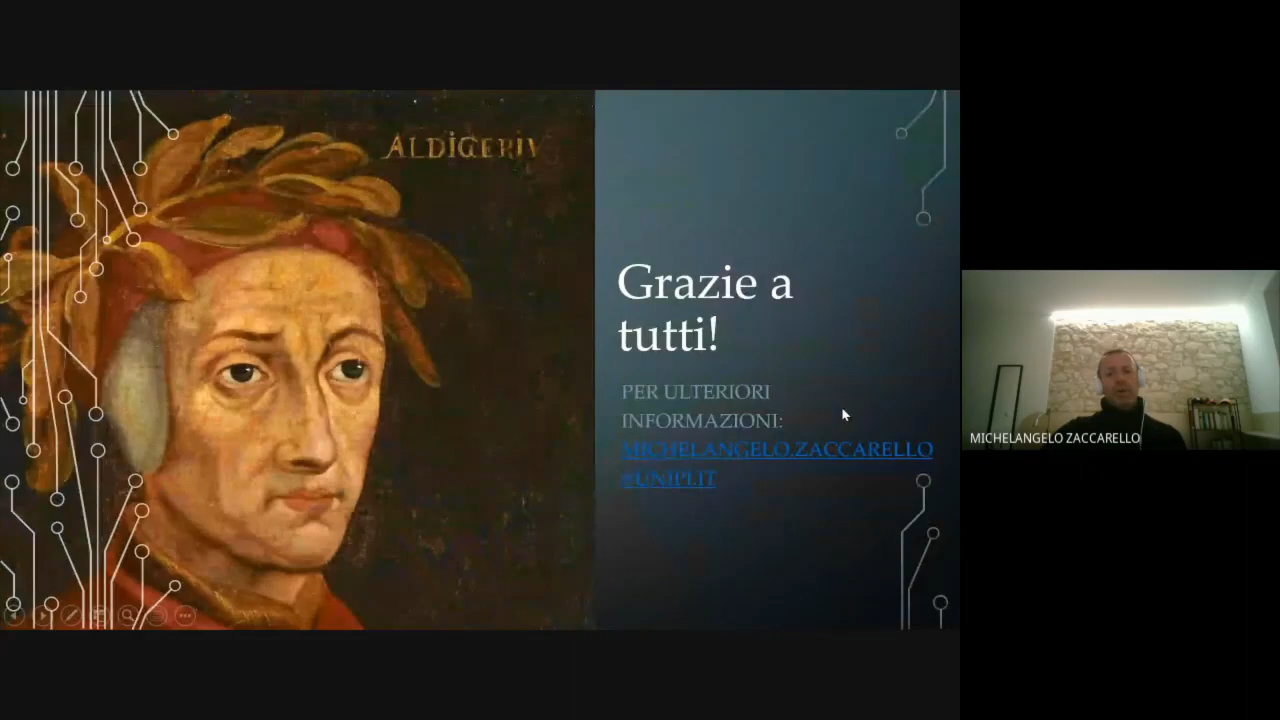 ALDIGERIV
Grazie a
tutti!
PER ULTERIORI
INFORMAZIONI:
MICHELANGELO.ZACCARELLO
@UNIPI.IT
MICHELANGELO ZACCARELLO